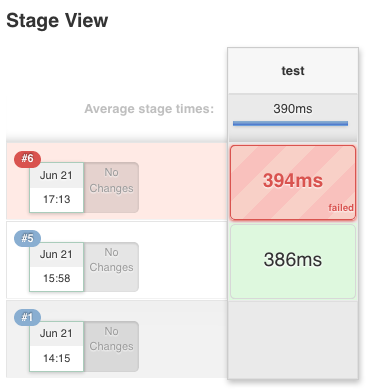 Stage View
test
Average stage times:
390ms
#6
Jun 21
No
Changes
17:13
394ms
failed
#5
Jun 21
No
Changes
15:58
386ms
#1
Jun 21
No
Changes
14:15